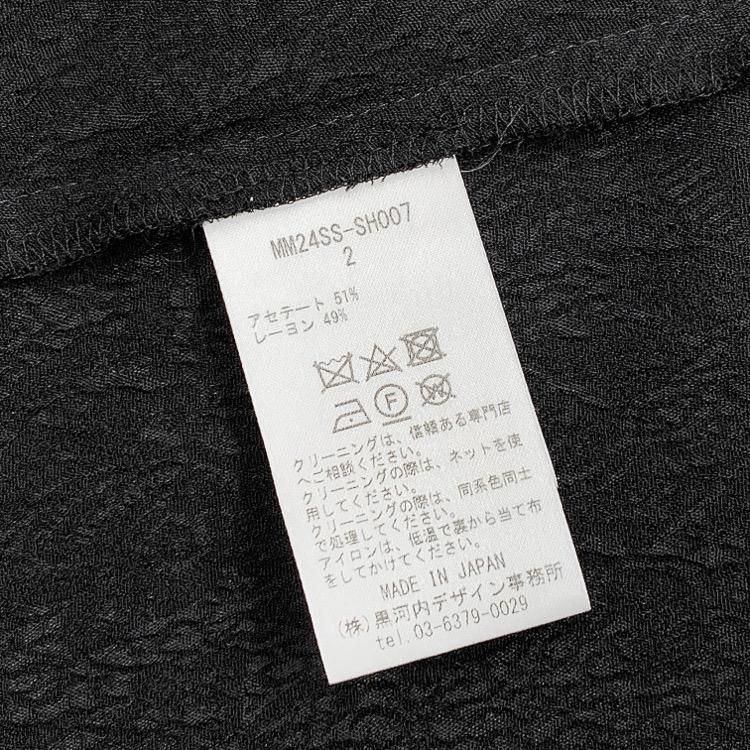 MM24SS-SH007
2
アセテート 51%
レーヨン 49%
F
W
クリーニングは、信頼ある専門店
へご相談ください。
クリーニングの際は、ネットを使
用してください。
クリーニングの際は、同系色同士
で処理してください。
アイロンは、低温で裏から当て布
をしてかけてください。
MADE IN JAPAN
(株)黒河内デザイン事務所
tel. 03-6379-0029